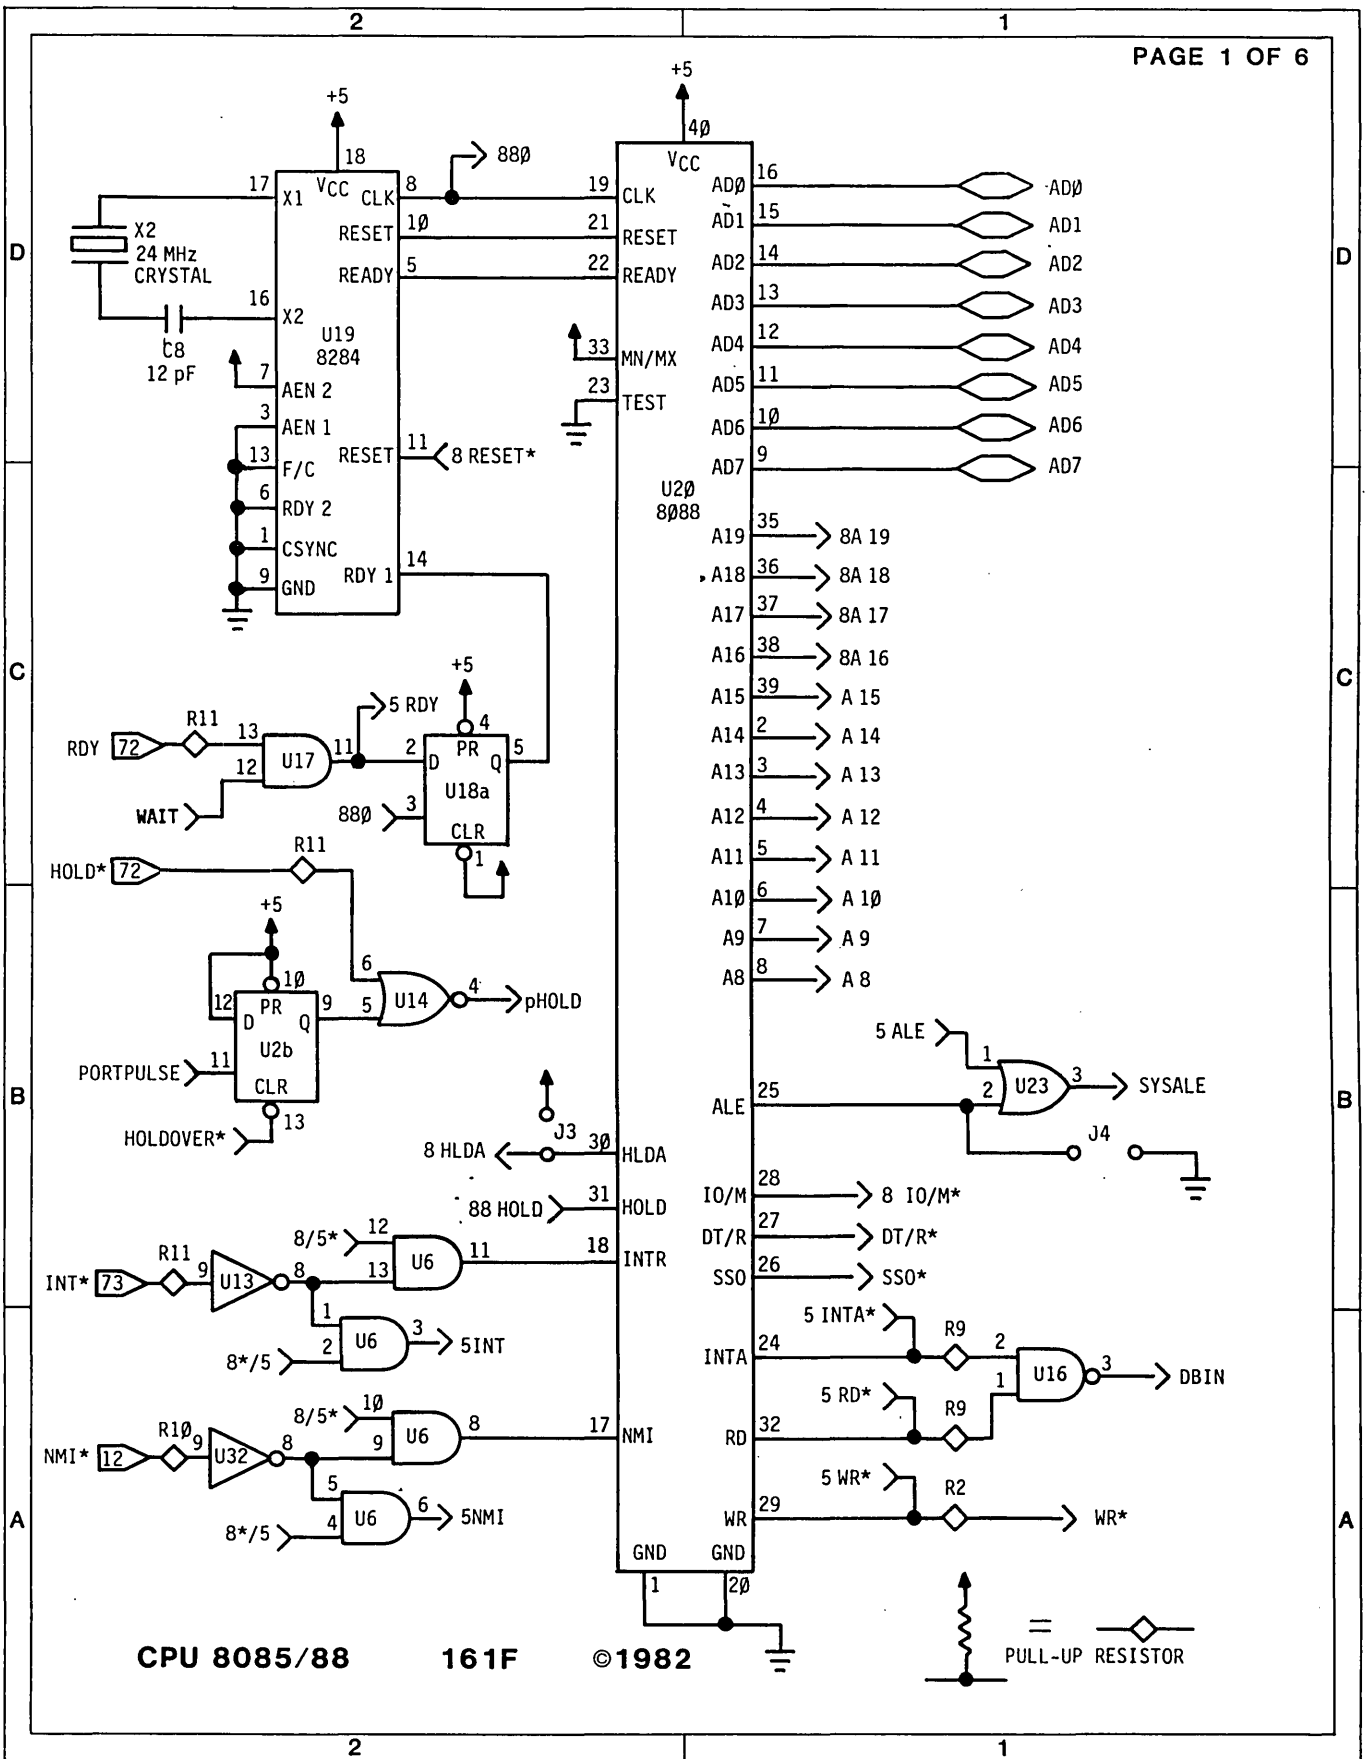 2 1
PAGE 1 OF 6
+5
+5
18
40
VCC
VCC
88Ø
17 X1 CLK 8
19 CLK
ADØ 16 ADØ
X2
24 MHz
CRYSTAL
RESET 1Ø
21 RESET
AD1 15 AD1
D
D
READY 5
22 READY
AD2 14 AD2
16 X2
AD3 13 AD3
C8
12 pF
U19
8284
33 MN/MX
AD4 12 AD4
7 AEN 2
23 TEST
AD5 11 AD5
3 AEN 1
AD6 1Ø AD6
13 F/C
RESET 11 8 RESET*
AD7 9 AD7
6 RDY 2
U2Ø
8Ø88
1 CSYNC
A19 35 8A 19
9 GND
RDY 1 14
A18 36 8A 18
A17 37 8A 17
A16 38 8A 16
C
C
+5
A15 39 A 15
RDY 72 R11 13
5 RDY
4
A14 2 A 14
U17 11
2 D PR Q 5
A13 3 A 13
12
U18a
WAIT
88Ø 3
A12 4 A 12
CLR
1
HOLD* 72 R11
A11 5 A 11
A1Ø 6 A 1Ø
+5
A9 7 A 9
1Ø
6
A8 8 A 8
12 D PR Q 9
5 U14 4 pHOLD
U2b
5 ALE
PORTPULSE 11
1
CLR
2 U23 3 SYSALE
B
B
ALE 25
HOLDOVER* 13
J3
J4
8 HLDA 3Ø HLDA
IO/M 28 8 IO/M*
88 HOLD 31 HOLD
DT/R 27 DT/R*
8/5* 12
U6 11
18 INTR
SSO 26 SSO*
INT* 73 R11 9 U13 8 13
5 INTA*
1
U6 3 5INT
INTA 24 R9 2
8*/5 2
U16 3 DBIN
5 RD*
1
8/5* 1Ø
U6 8
17 NMI
RD 32 R9
NMI* 12 R1Ø 9 U32 8 9
5 WR*
5
U6 6 5NMI
WR 29 R2 WR*
8*/5 4
A
A
GND GND
1 2Ø
=
PULL-UP RESISTOR
CPU 8085/88 161F ©1982
2 1